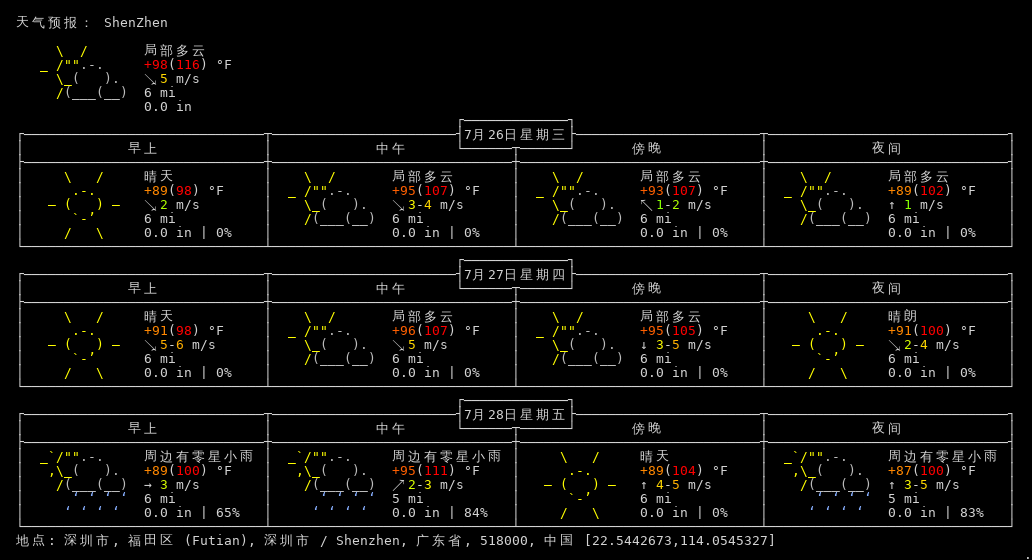 天气预报: ShenZhen
局部多云
+98(116) °F
↘5 m/s
6 mi
0.0 in
7月26日星期三
早上 中午 傍晚 夜间
晴天 局部多云 局部多云 局部多云
+89(98) °F +95(107) °F +93(107) °F +89(102) °F
↘2 m/s ↘3-4 m/s ↖1-2 m/s ↑ 1 m/s
6 mi 6 mi 6 mi 6 mi
0.0 in | 0% 0.0 in | 0% 0.0 in | 0% 0.0 in | 0%
7月27日星期四
早上 中午 傍晚 夜间
晴天 局部多云 局部多云 晴朗
+91(98) °F +96(107) °F +95(105) °F +91(100) °F
↘5-6 m/s ↘5 m/s ↓ 3-5 m/s ↘2-4 m/s
6 mi 6 mi 6 mi 6 mi
0.0 in | 0% 0.0 in | 0% 0.0 in | 0% 0.0 in | 0%
7月28日星期五
早上 中午 傍晚 夜间
周边有零星小雨 周边有零星小雨 晴天 周边有零星小雨
+89(100) °F +95(111) °F +89(104) °F +87(100) °F
→ 3 m/s ↗2-3 m/s ↑ 4-5 m/s ↑ 3-5 m/s
6 mi 5 mi 6 mi 5 mi
0.0 in | 65% 0.0 in | 84% 0.0 in | 0% 0.0 in | 83%
地点: 深圳市, 福田区 (Futian), 深圳市 / Shenzhen, 广东省, 518000, 中国 [22.5442673,114.0545327]